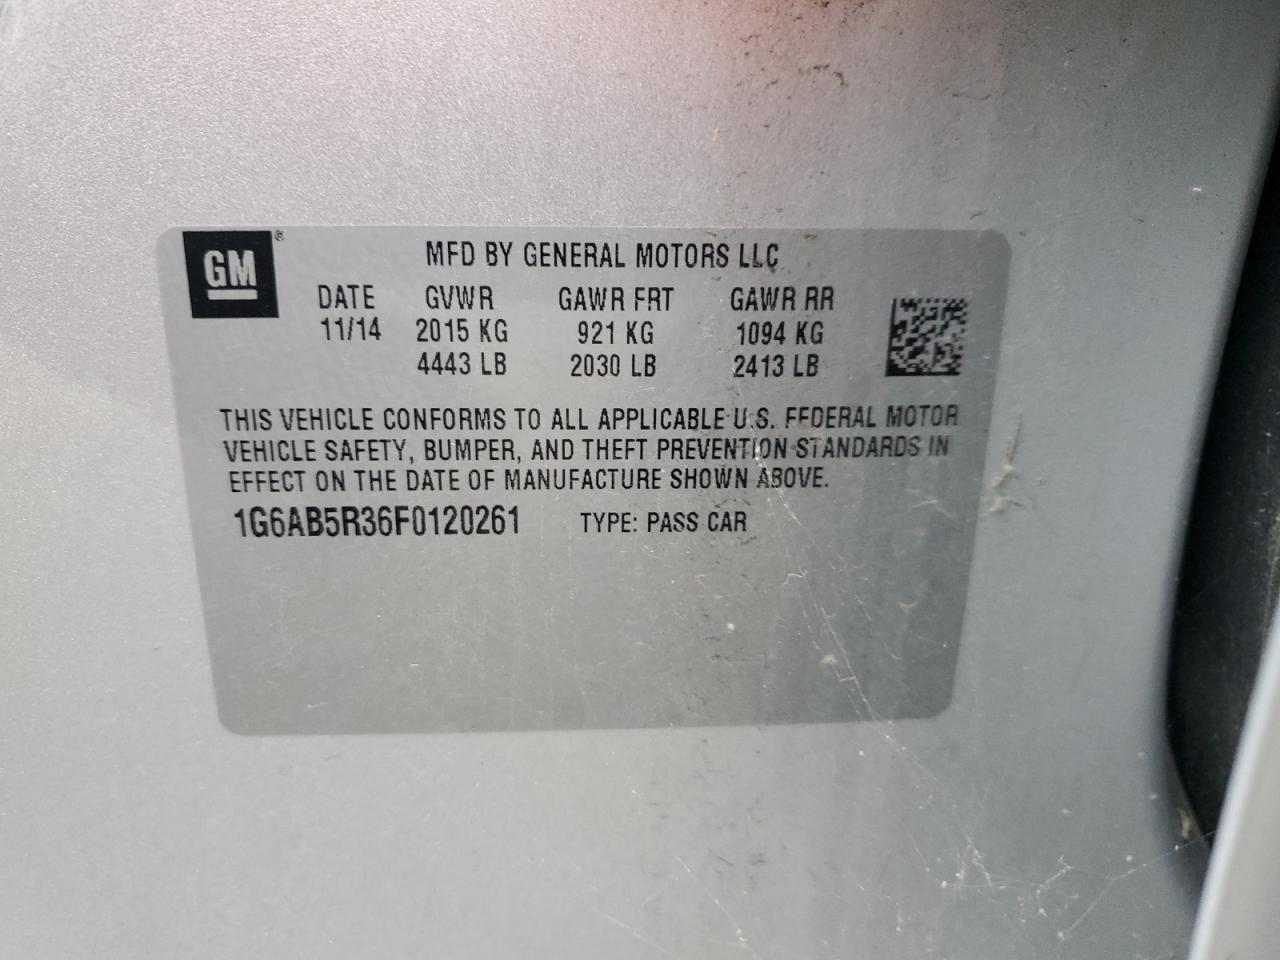 GM ®
MFD BY GENERAL MOTORS LLC
DATE GVWR GAWR FRT GAWR RR
11/14 2015 KG 921 KG 1094 KG
4443 LB 2030 LB 2413 LB
THIS VEHICLE CONFORMS TO ALL APPLICABLE U.S. FEDERAL MOTOR
VEHICLE SAFETY, BUMPER, AND THEFT PREVENTION STANDARDS IN
EFFECT ON THE DATE OF MANUFACTURE SHOWN ABOVE.
1G6AB5R36F0120261 TYPE: PASS CAR